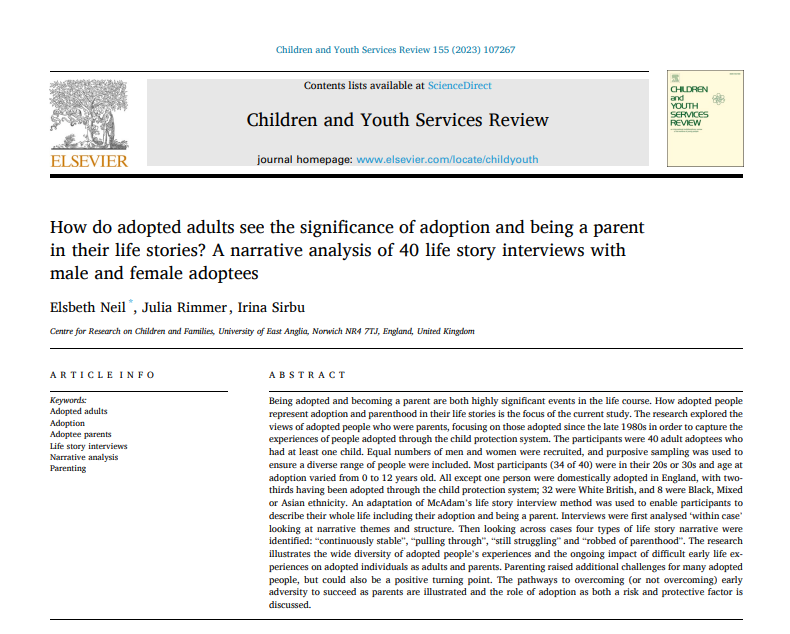 Children and Youth Services Review 155 (2023) 107267
Contents lists available at ScienceDirect
Children and Youth Services Review
journal homepage: www.elsevier.com/locate/childyouth
ELSEVIER
CHILDREN
and
YOUTH
SERVICES
REVIEW
How do adopted adults see the significance of adoption and being a parent
in their life stories? A narrative analysis of 40 life story interviews with
male and female adoptees
Elsbeth Neil *, Julia Rimmer, Irina Sirbu
Centre for Research on Children and Families, University of East Anglia, Norwich NR4 7TJ, England, United Kingdom
ARTICLE INFO
Keywords:
Adopted adults
Adoption
Adoptee parents
Life story interviews
Narrative analysis
Parenting
ABSTRACT
Being adopted and becoming a parent are both highly significant events in the life course. How adopted people
represent adoption and parenthood in their life stories is the focus of the current study. The research explored the
views of adopted people who were parents, focusing on those adopted since the late 1980s in order to capture the
experiences of people adopted through the child protection system. The participants were 40 adult adoptees who
had at least one child. Equal numbers of men and women were recruited, and purposive sampling was used to
ensure a diverse range of people were included. Most participants (34 of 40) were in their 20s or 30s and age at
adoption varied from 0 to 12 years old. All except one person were domestically adopted in England, with two-
thirds having been adopted through the child protection system; 32 were White British, and 8 were Black, Mixed
or Asian ethnicity. An adaptation of McAdam's life story interview method was used to enable participants to
describe their whole life including their adoption and being a parent. Interviews were first analysed 'within case'
looking at narrative themes and structure. Then looking across cases four types of life story narrative were
identified: "continuously stable", "pulling through", "still struggling" and "robbed of parenthood". The research
illustrates the wide diversity of adopted people's experiences and the ongoing impact of difficult early life ex-
periences on adopted individuals as adults and parents. Parenting raised additional challenges for many adopted
people, but could also be a positive turning point. The pathways to overcoming (or not overcoming) early
adversity to succeed as parents are illustrated and the role of adoption as both a risk and protective factor is
discussed.